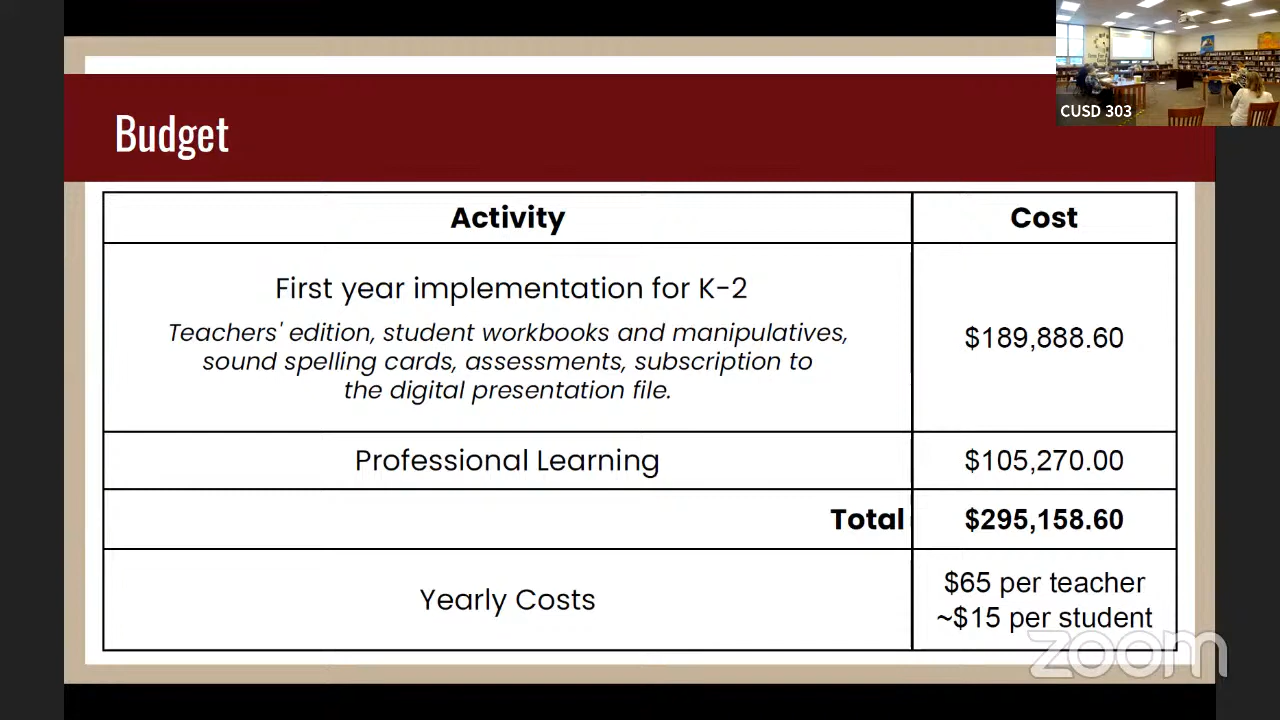 Budget
CUSD 303
Activity
Cost
First year implementation for K-2
Teachers' edition, student workbooks and manipulatives,
sound spelling cards, assessments, subscription to
the digital presentation file.
$189,888.60
Professional Learning
$105,270.00
Total
$295,158.60
Yearly Costs
$65 per teacher
~$15 per student
zoom